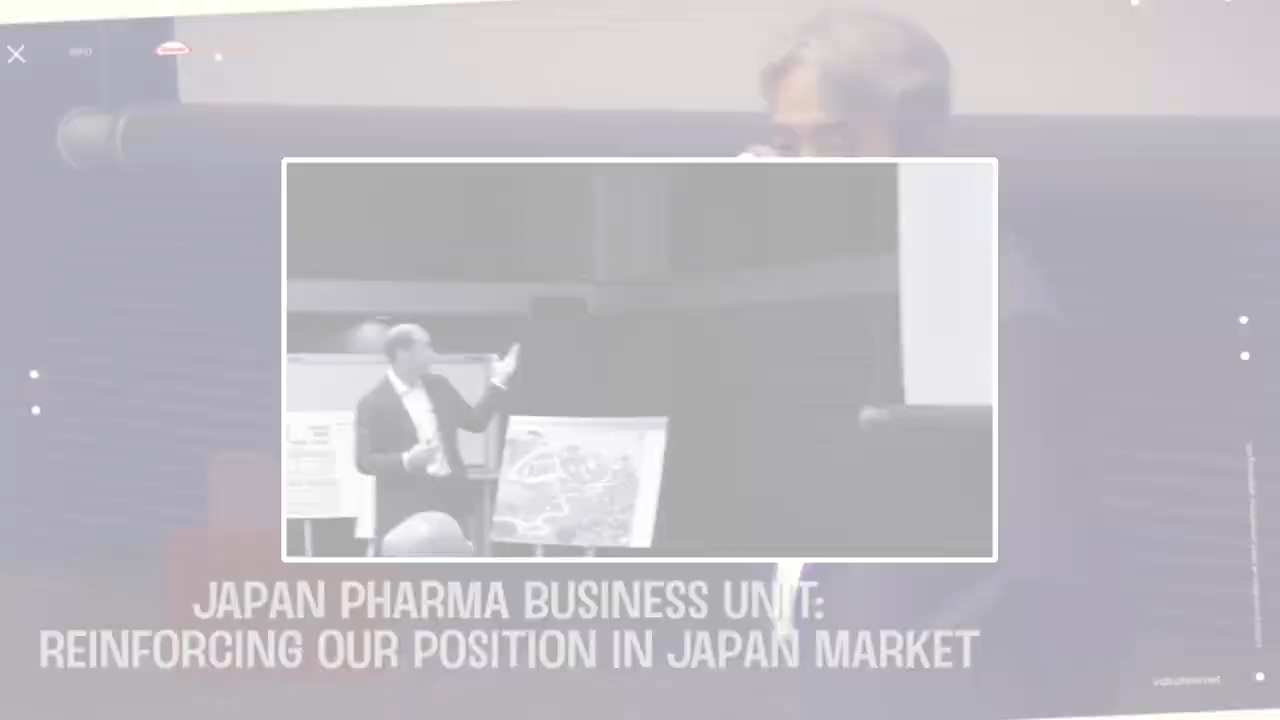 JAPAN PHARMA BUSINESS UNIT:
REINFORCING OUR POSITION IN JAPAN MARKET